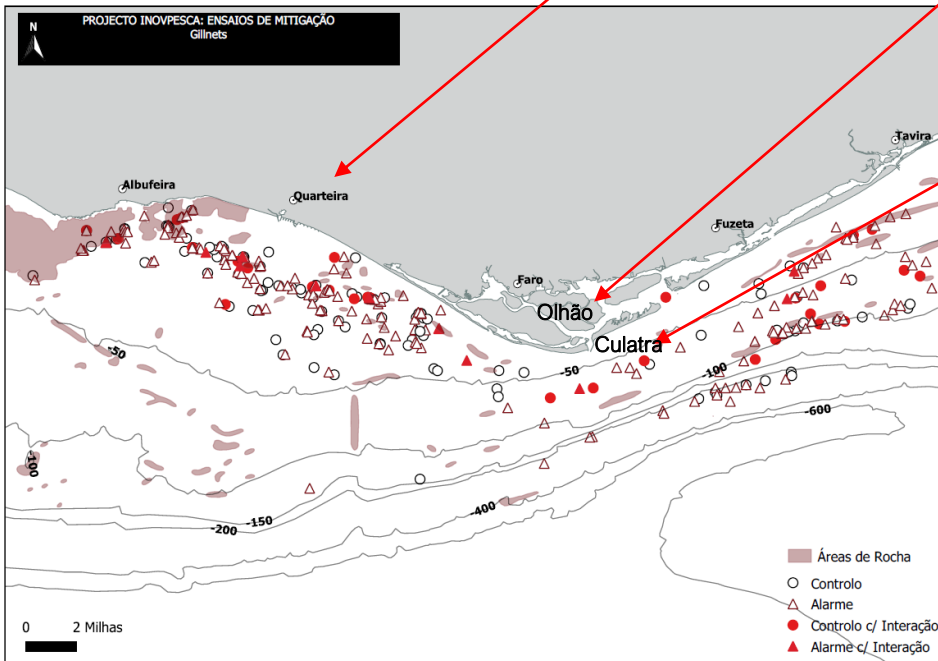 PROJECTO INOVPESCA: ENSAIOS DE MITIGAÇÃO
Gillnets
N
Tavira
Albufeira
Quarteira
Fuzeta
Faro
Olhão
Culatra
-50
-50
-100
-600
-100
-400
-150
-200
Áreas de Rocha
Controlo
Alarme
Controlo c/ Interação
Alarme c/ Interação
0 2 Milhas